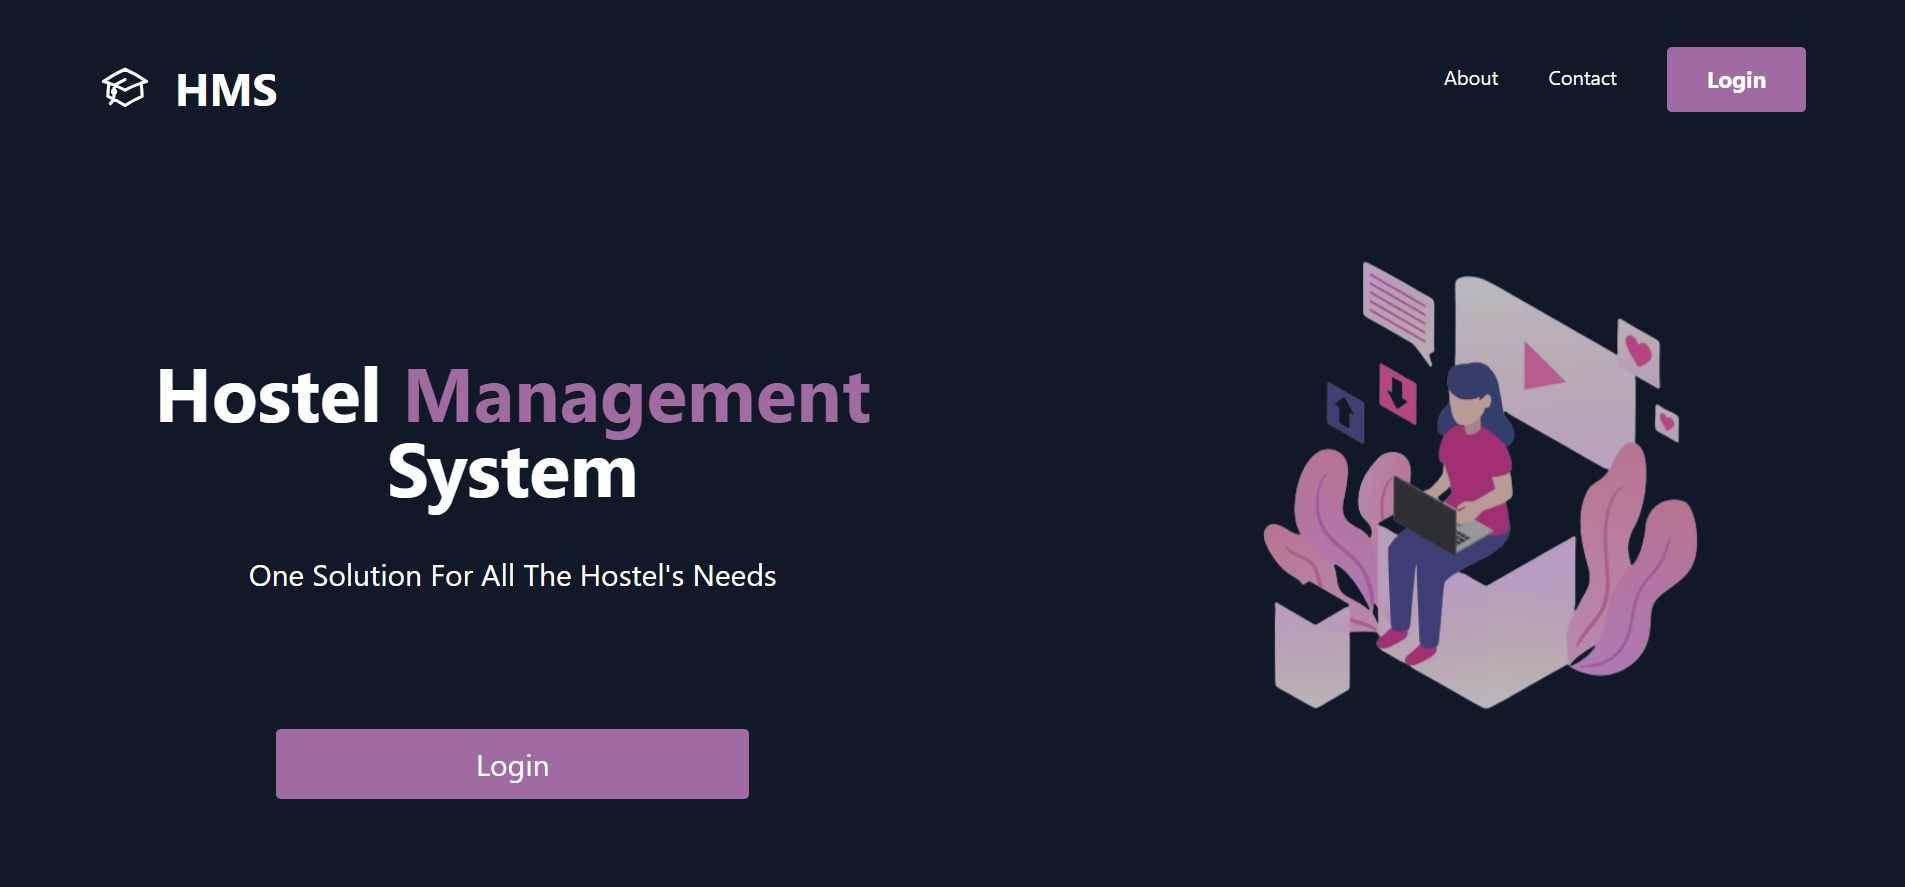 HMS
About
Contact
Login
Hostel Management
System
One Solution For All The Hostel's Needs
Login